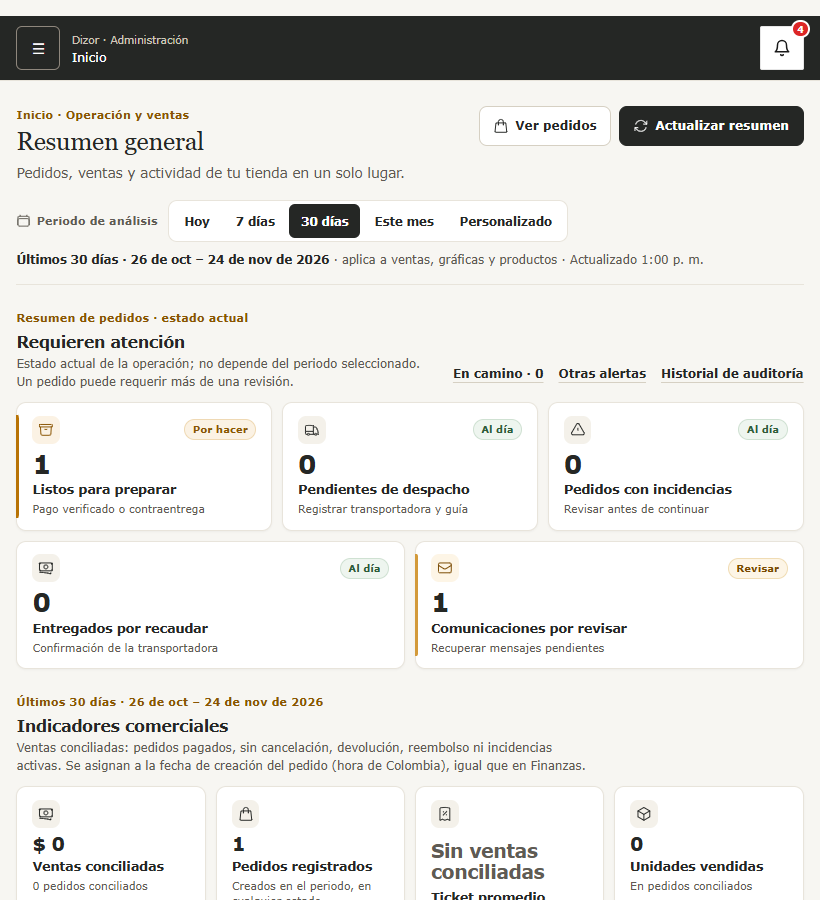 ☰
Dizor · Administración
Inicio
4
Inicio · Operación y ventas
Resumen general
Pedidos, ventas y actividad de tu tienda en un solo lugar.
Ver pedidos
Actualizar resumen
Periodo de análisis
Hoy
7 días
30 días
Este mes
Personalizado
Últimos 30 días · 26 de oct – 24 de nov de 2026 · aplica a ventas, gráficas y productos · Actualizado 1:00 p. m.
Resumen de pedidos · estado actual
Requieren atención
Estado actual de la operación; no depende del periodo seleccionado.
Un pedido puede requerir más de una revisión.
En camino · 0
Otras alertas
Historial de auditoría
Por hacer
1
Listos para preparar
Pago verificado o contraentrega
Al día
0
Pendientes de despacho
Registrar transportadora y guía
Al día
0
Pedidos con incidencias
Revisar antes de continuar
Al día
0
Entregados por recaudar
Confirmación de la transportadora
Revisar
1
Comunicaciones por revisar
Recuperar mensajes pendientes
Últimos 30 días · 26 de oct – 24 de nov de 2026
Indicadores comerciales
Ventas conciliadas: pedidos pagados, sin cancelación, devolución, reembolso ni incidencias
activas. Se asignan a la fecha de creación del pedido (hora de Colombia), igual que en Finanzas.
$ 0
Ventas conciliadas
0 pedidos conciliados
1
Pedidos registrados
Creados en el periodo, en
cualquier estado
Sin ventas
conciliadas
Ticket promedio
0
Unidades vendidas
En pedidos conciliados